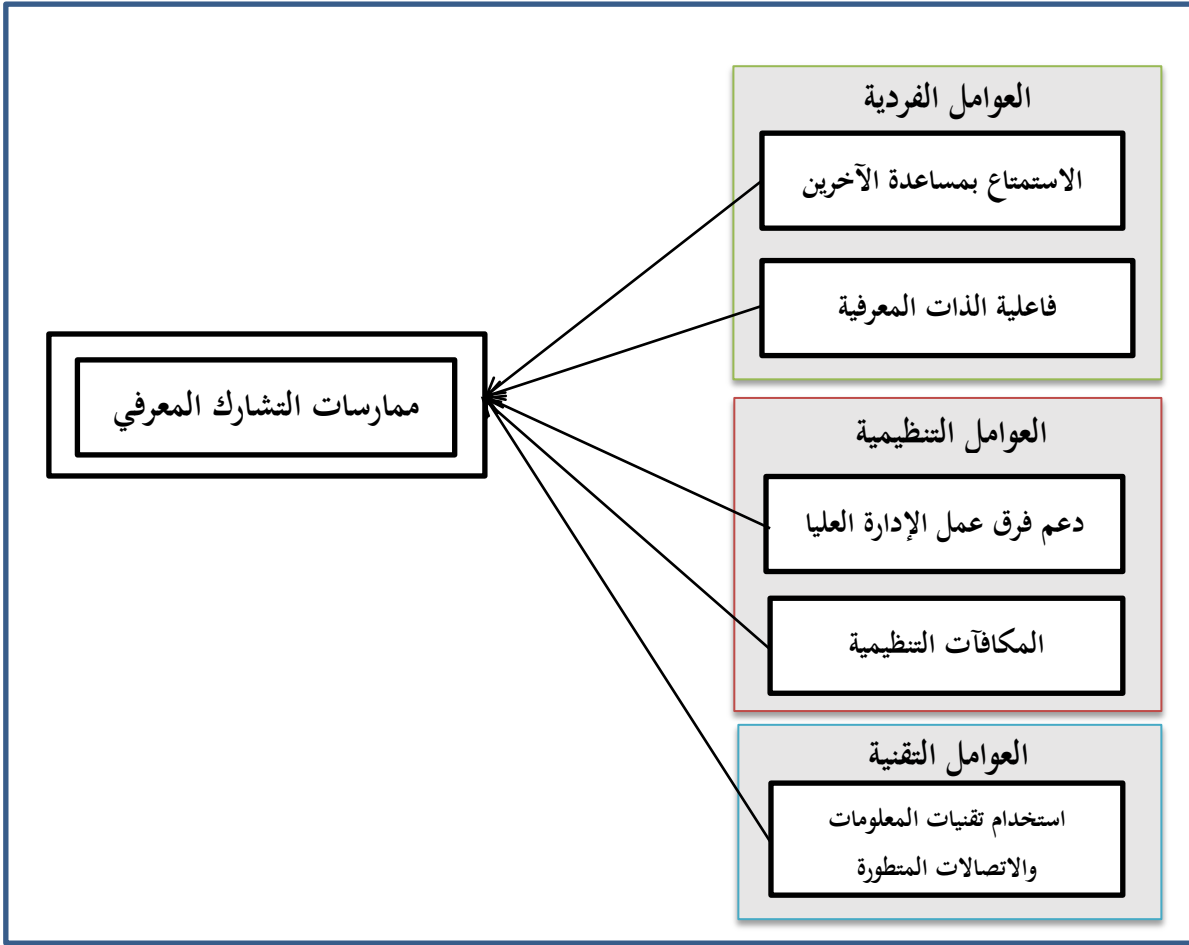 العوامل الفردية
الاستمتاع بمساعدة الآخرين
فاعلية الذات المعرفية
ممارسات التشارك المعرفي
العوامل التنظيمية
دعم فرق عمل الإدارة العليا
المكافآت التنظيمية
العوامل التقنية
استخدام تقنيات المعلومات
والاتصالات المتطورة